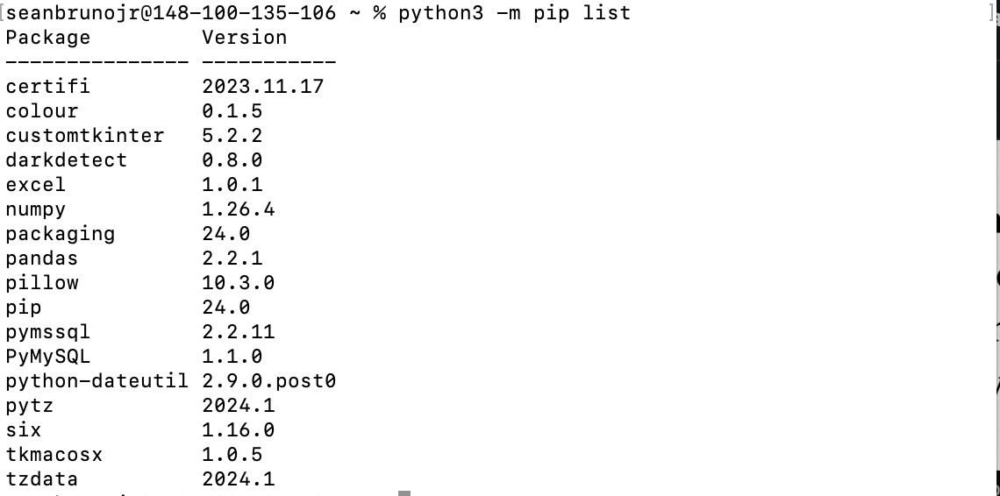 [seanbrunojr@148-100-135-106 ~ % python3 -m pip list ]
Package         Version
--------------- -----------
certifi         2023.11.17
colour          0.1.5
customtkinter   5.2.2
darkdetect      0.8.0
excel           1.0.1
numpy           1.26.4
packaging       24.0
pandas          2.2.1
pillow          10.3.0
pip             24.0
pymssql         2.2.11
PyMySQL         1.1.0
python-dateutil 2.9.0.post0
pytz            2024.1
six             1.16.0
tkmacosx        1.0.5
tzdata          2024.1